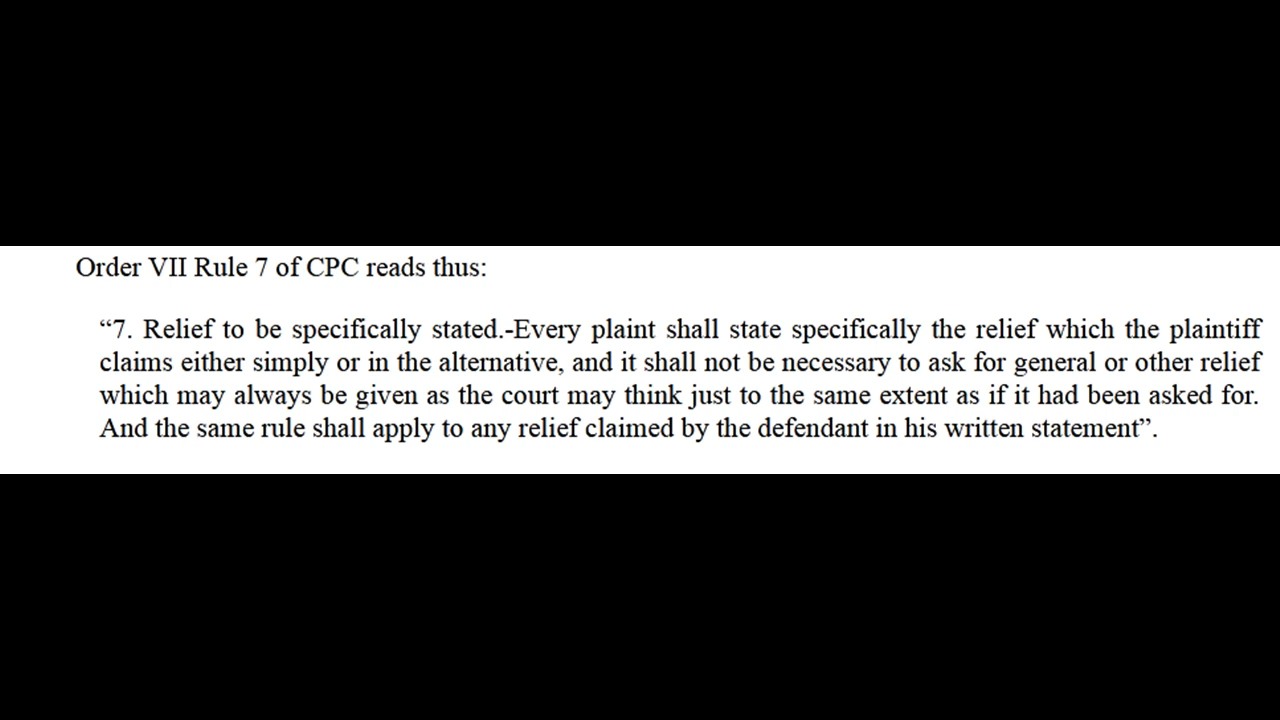 Order VII Rule 7 of CPC reads thus:
“7. Relief to be specifically stated.-Every plaint shall state specifically the relief which the plaintiff
claims either simply or in the alternative, and it shall not be necessary to ask for general or other relief
which may always be given as the court may think just to the same extent as if it had been asked for.
And the same rule shall apply to any relief claimed by the defendant in his written statement”.